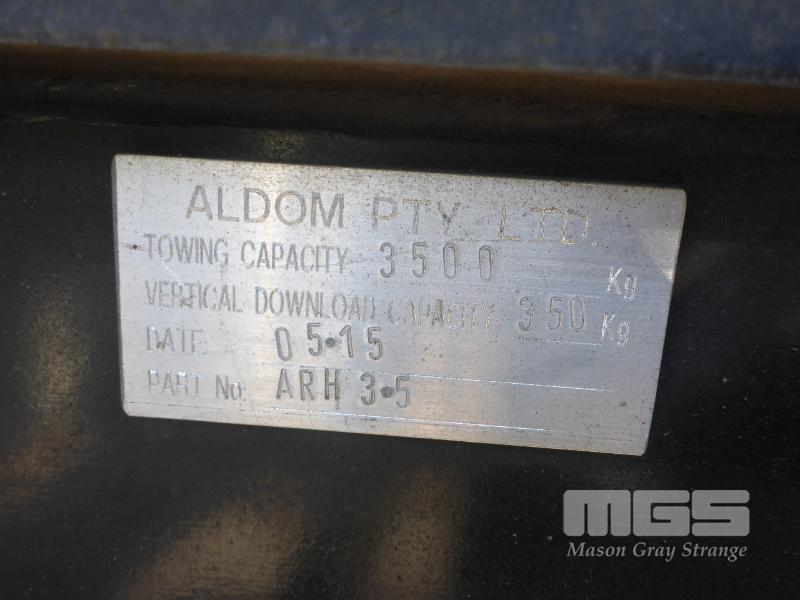 ALDOM PTY. LTD.
TOWING CAPACITY: 3500 Kg
VERTICAL DOWNLOAD CAPACITY: 350 Kg
DATE: 05•15
PART No. ARH 3•5
MGS
Mason Gray Strange